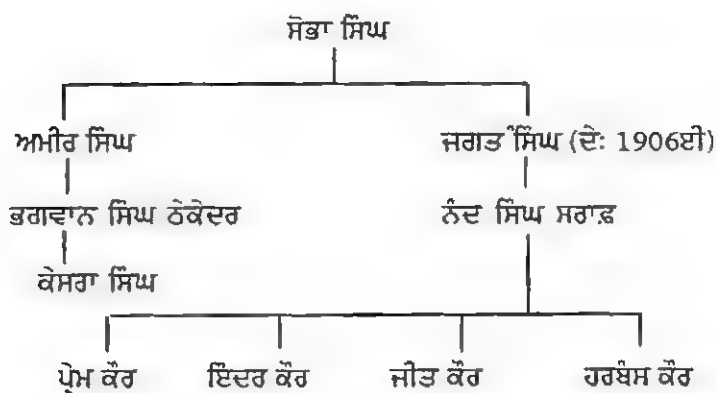 ਸੋਭਾ ਸਿੰਘ
ਅਮੀਰ ਸਿੰਘ ਜਗਤ ਸਿੰਘ (ਦੇ: 1906ਈ)
ਭਗਵਾਨ ਸਿੰਘ ਠੇਕੇਦਰ ਨੰਦ ਸਿੰਘ ਸਰਾਫ਼
ਕੇਸਰਾ ਸਿੰਘ
ਪ੍ਰੇਮ ਕੌਰ ਇੰਦਰ ਕੌਰ ਜੀਤ ਕੌਰ ਹਰਬੰਸ ਕੌਰ